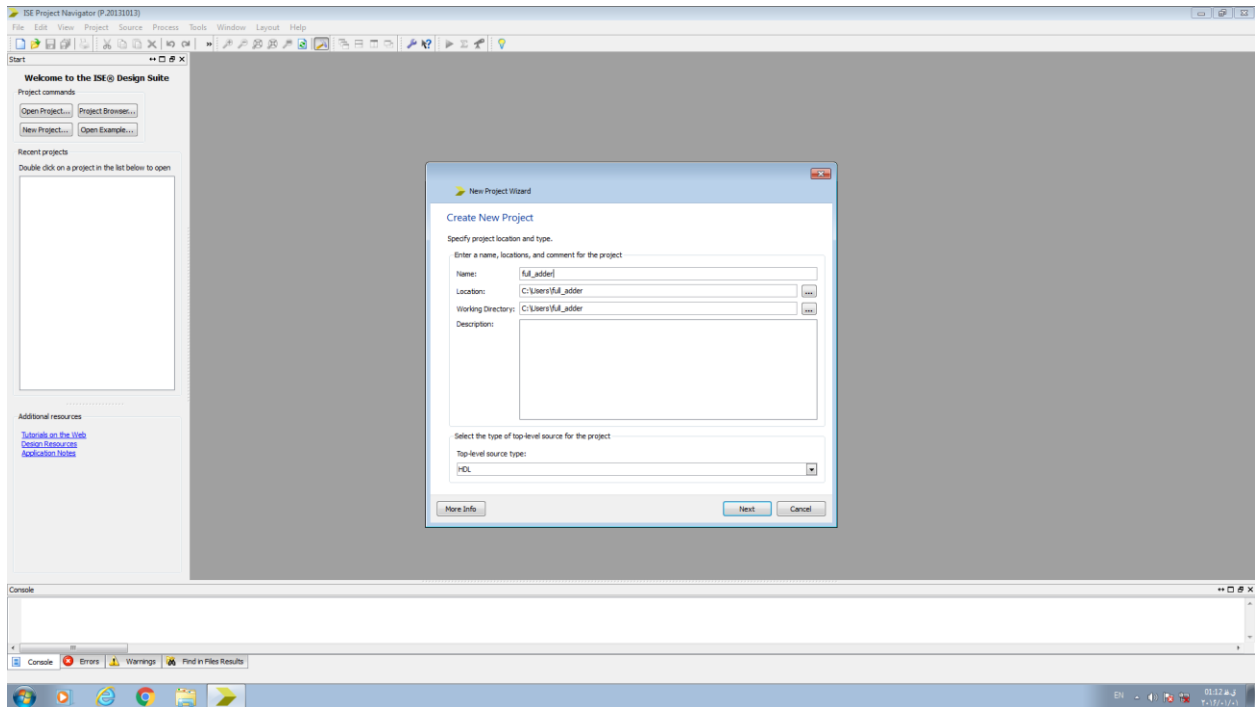 ISE Project Navigator (P.20131013)
File Edit View Project Source Process Tools Window Layout Help
Start
Welcome to the ISE® Design Suite
Project commands
Open Project... Project Browser...
New Project... Open Example...
Recent projects
Double click on a project in the list below to open
Additional resources
Tutorials on the Web
Design Resources
Application Notes
New Project Wizard
Create New Project
Specify project location and type.
Enter a name, locations, and comment for the project
Name: full_adder
Location: C:\Users\full_adder
...
Working Directory: C:\Users\full_adder
...
Description:
Select the type of top-level source for the project
Top-level source type:
HDL
More Info Next Cancel
Console
Console Errors Warnings Find in Files Results
EN 01:12 ق.ظ
٢٠١۶/٠١/٠١